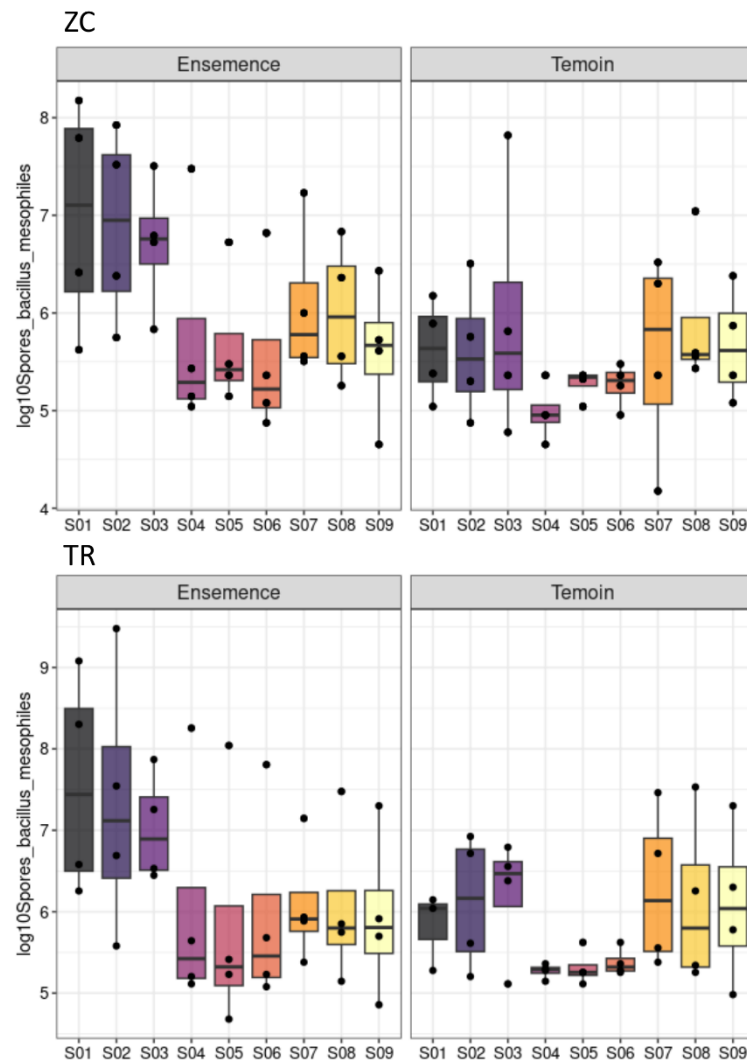 ZC
Ensemence Temoin
log10Spores_bacillus_mesophiles
8
7
6
5
4
S01 S02 S03 S04 S05 S06 S07 S08 S09 S01 S02 S03 S04 S05 S06 S07 S08 S09
TR
Ensemence Temoin
log10Spores_bacillus_mesophiles
9
8
7
6
5
S01 S02 S03 S04 S05 S06 S07 S08 S09 S01 S02 S03 S04 S05 S06 S07 S08 S09